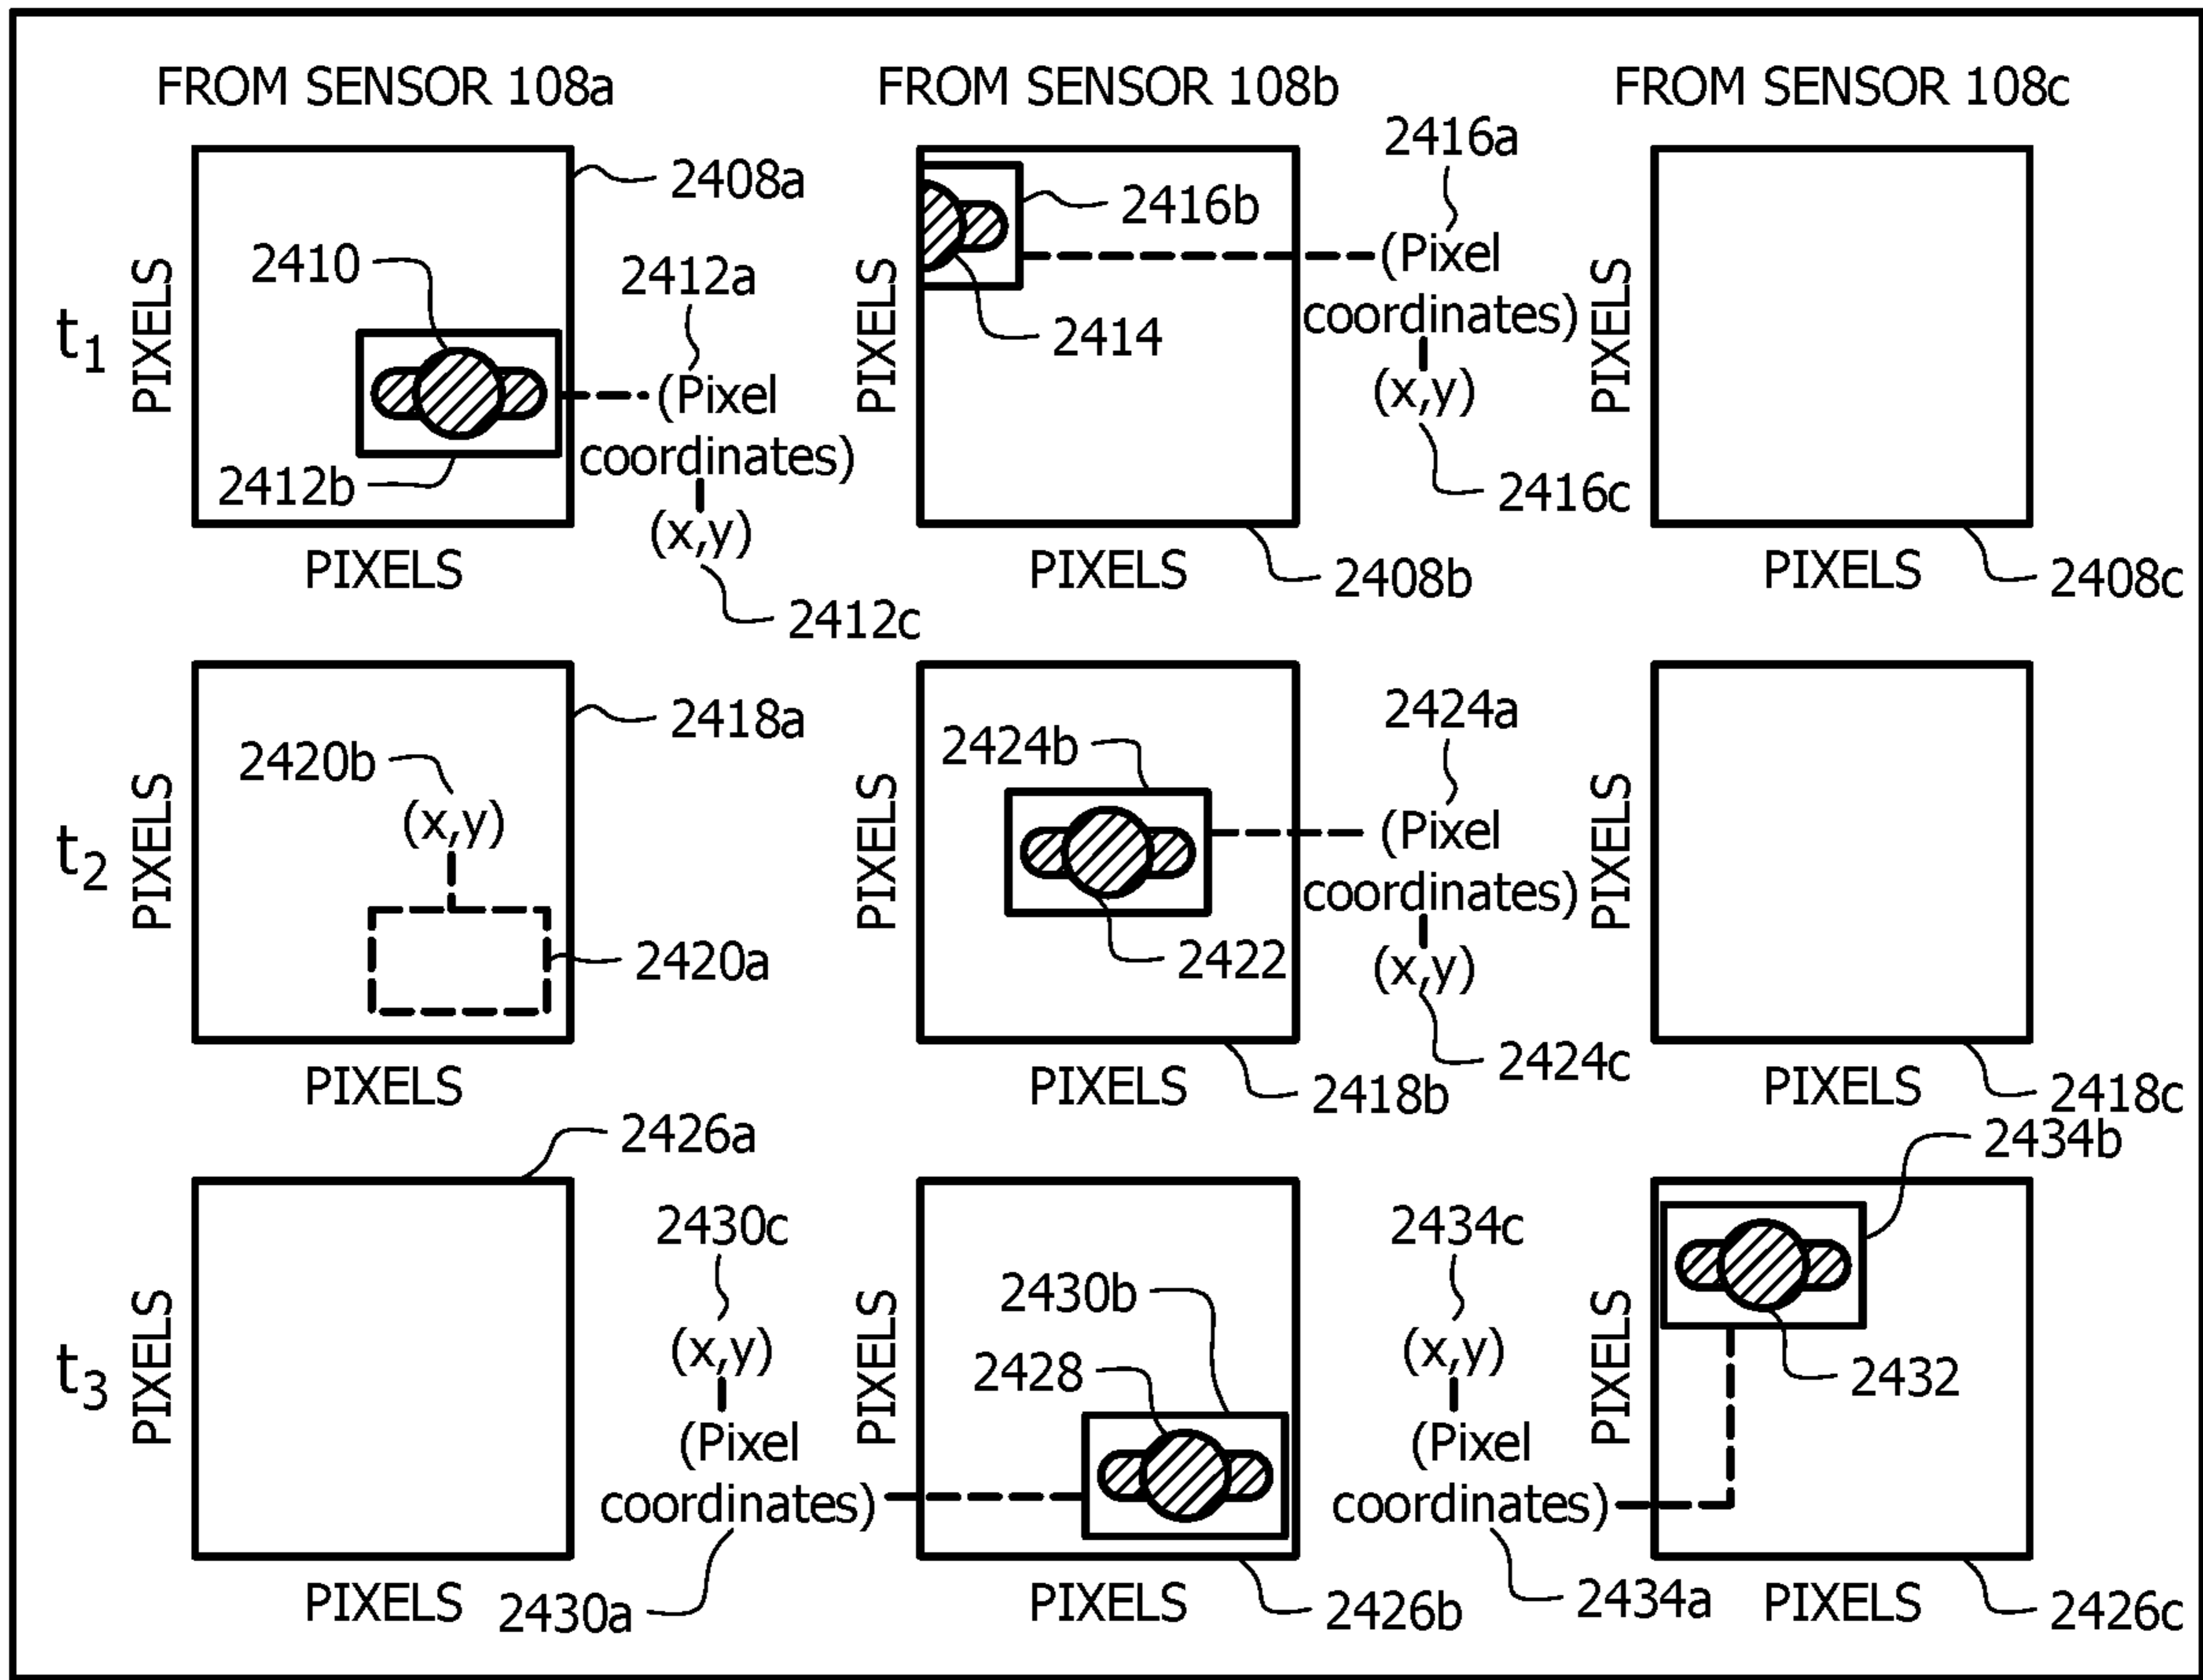 FROM SENSOR 108a
FROM SENSOR 108b
FROM SENSOR 108c
t1
PIXELS
2408a
2410
2412a
(Pixel
coordinates)
(x,y)
2412b
2412c
PIXELS
PIXELS
2416a
2416b
(Pixel
coordinates)
(x,y)
2414
2416c
PIXELS
2408b
PIXELS
PIXELS
2408c
t2
PIXELS
2418a
2420b
(x,y)
2420a
PIXELS
PIXELS
2424a
2424b
(Pixel
coordinates)
(x,y)
2422
2424c
PIXELS
2418b
PIXELS
PIXELS
2418c
t3
PIXELS
2426a
PIXELS
2430c
(x,y)
(Pixel
coordinates)
2430a
PIXELS
2430b
2428
PIXELS
2426b
2434c
(x,y)
(Pixel
coordinates)
2434a
PIXELS
2434b
2432
PIXELS
2426c